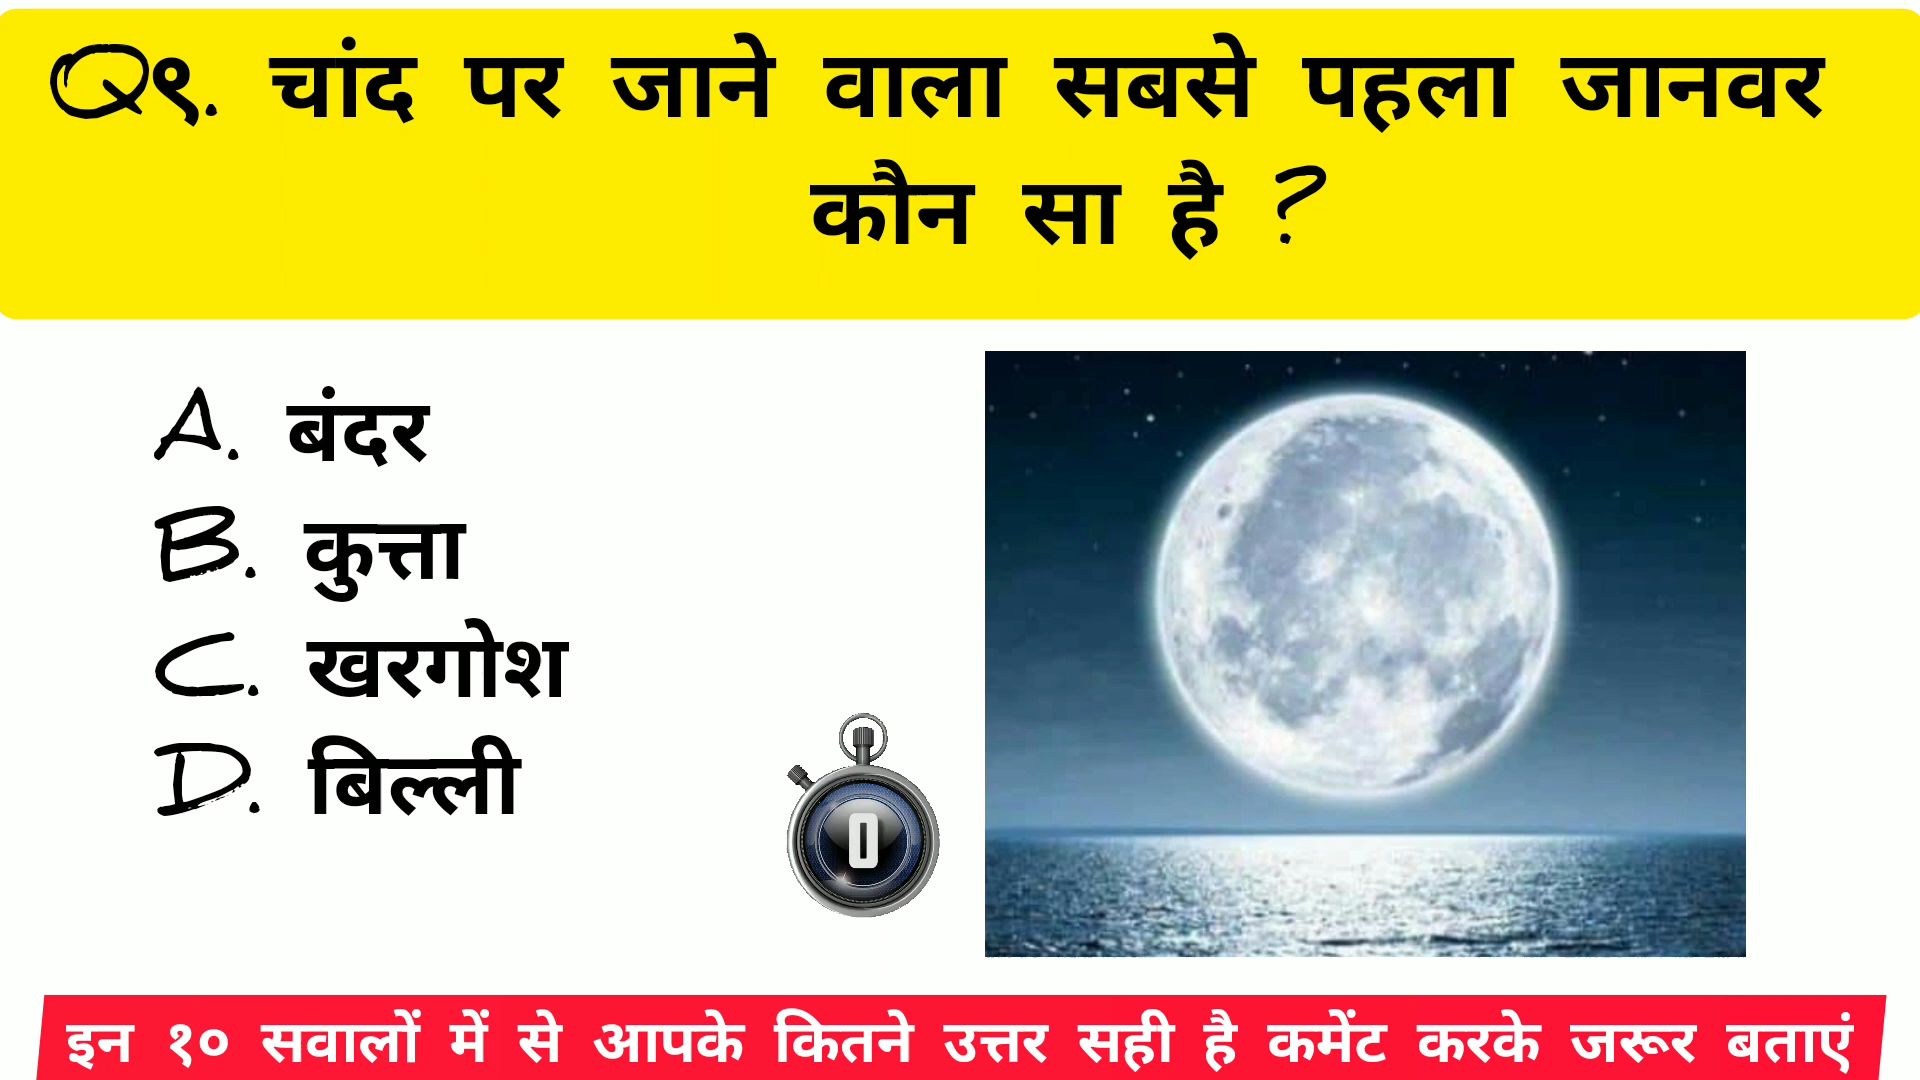 Q९. चांद पर जाने वाला सबसे पहला जानवर
कौन सा है ?
A. बंदर
B. कुत्ता
C. खरगोश
D. बिल्ली
0
इन १० सवालों में से आपके कितने उत्तर सही है कमेंट करके जरूर बताएं